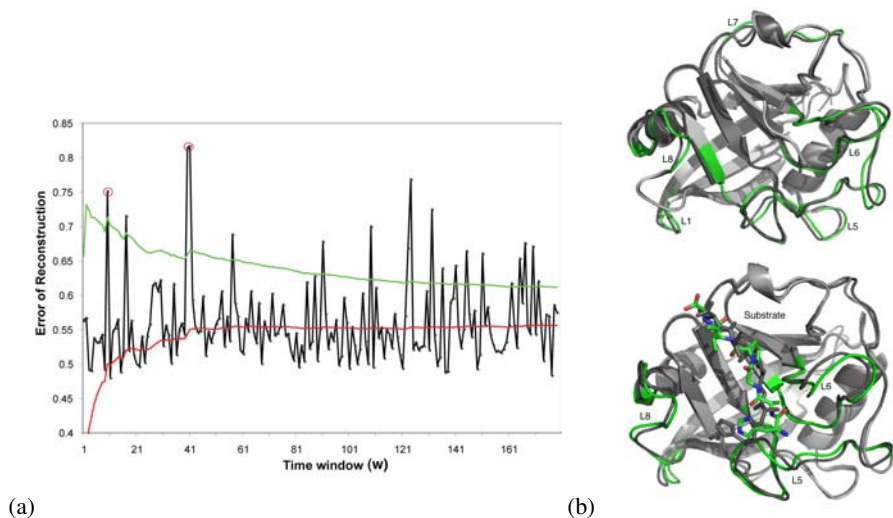 0.85
0.8
0.75
0.7
0.65
0.6
0.55
0.5
0.45
0.4
Error of Reconstruction
1 21 41 61 81 101 121 141 161
Time window (w)
(a)
L7
L8
L6
L1
L5
Substrate
L6
L8
L5
(b)